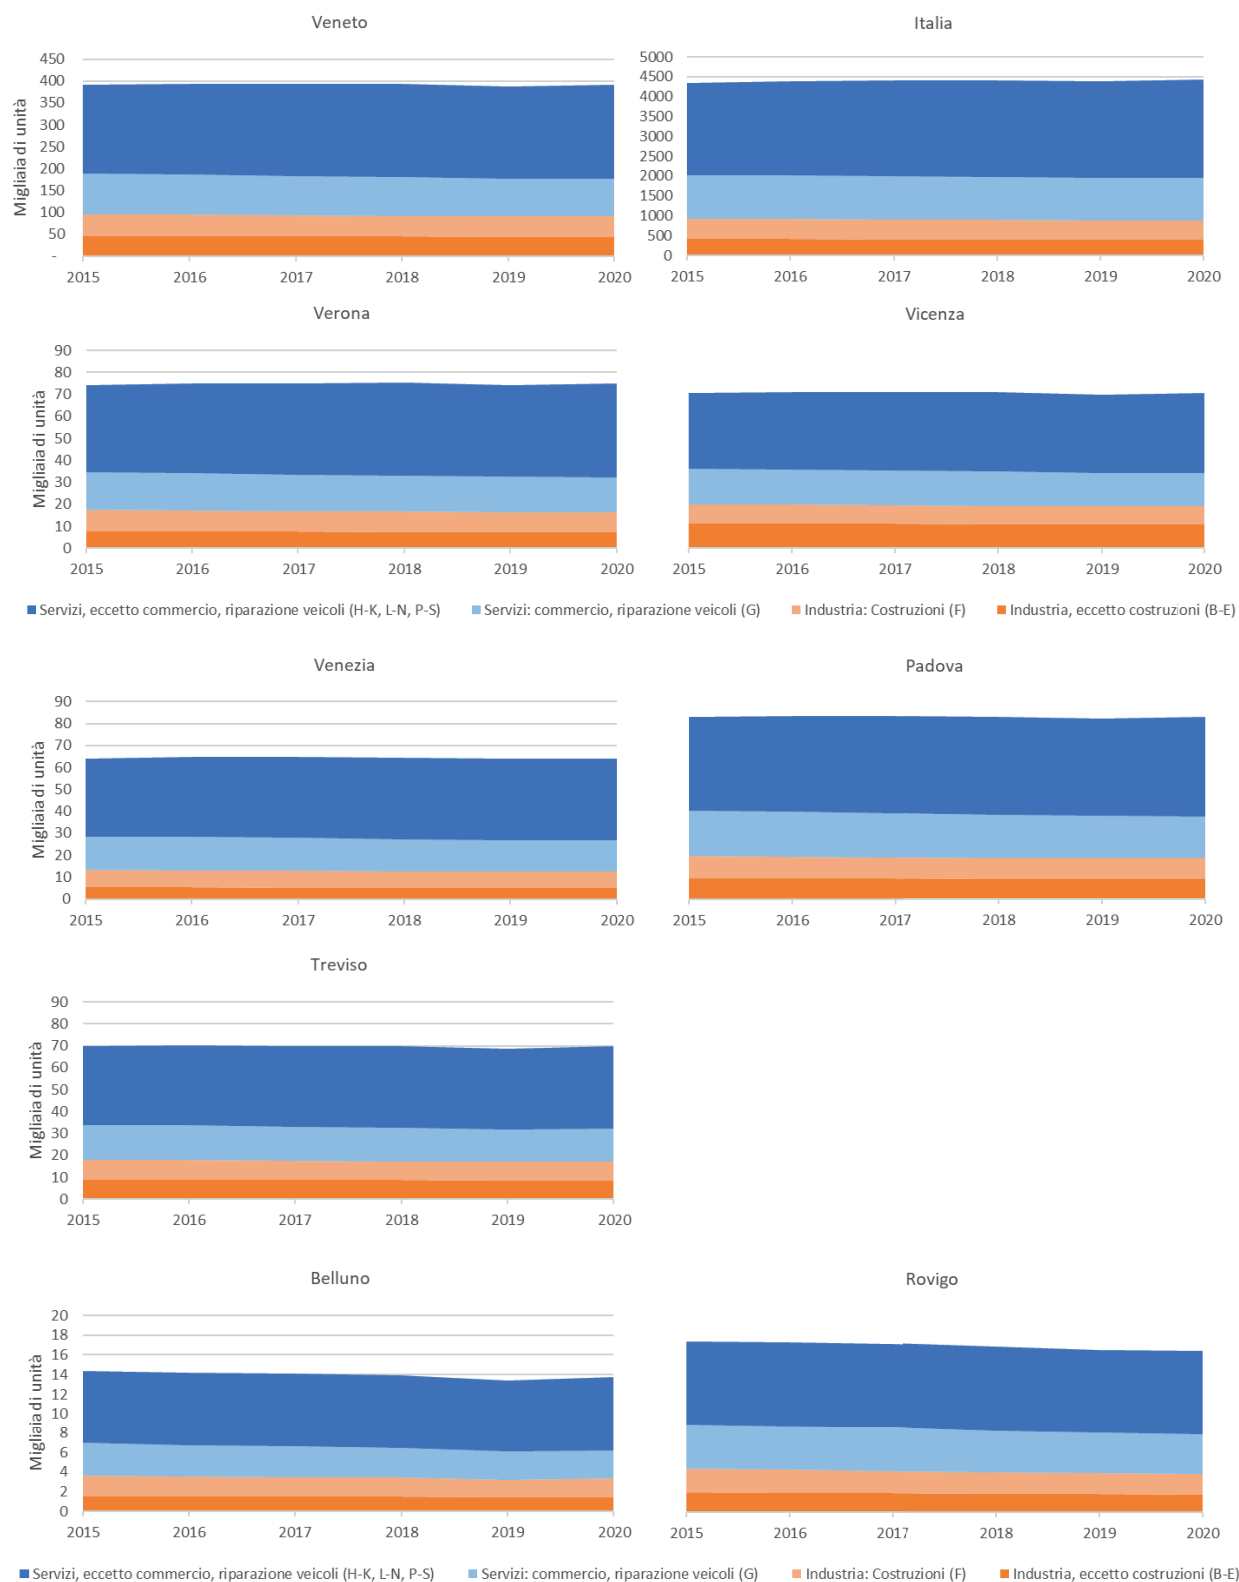 Veneto
Migliaia di unità
450
400
350
300
250
200
150
100
50
-
2015 2016 2017 2018 2019 2020
Italia
5000
4500
4000
3500
3000
2500
2000
1500
1000
500
0
2015 2016 2017 2018 2019 2020
Verona
Migliaia di unità
90
80
70
60
50
40
30
20
10
0
2015 2016 2017 2018 2019 2020
Vicenza
2015 2016 2017 2018 2019 2020
Servizi, eccetto commercio, riparazione veicoli (H-K, L-N, P-S) Servizi: commercio, riparazione veicoli (G) Industria: Costruzioni (F) Industria, eccetto costruzioni (B-E)
Venezia
Migliaia di unità
90
80
70
60
50
40
30
20
10
0
2015 2016 2017 2018 2019 2020
Padova
2015 2016 2017 2018 2019 2020
Treviso
Migliaia di unità
90
80
70
60
50
40
30
20
10
0
2015 2016 2017 2018 2019 2020
Belluno
Migliaia di unità
20
18
16
14
12
10
8
6
4
2
0
2015 2016 2017 2018 2019 2020
Rovigo
2015 2016 2017 2018 2019 2020
Servizi, eccetto commercio, riparazione veicoli (H-K, L-N, P-S) Servizi: commercio, riparazione veicoli (G) Industria: Costruzioni (F) Industria, eccetto costruzioni (B-E)